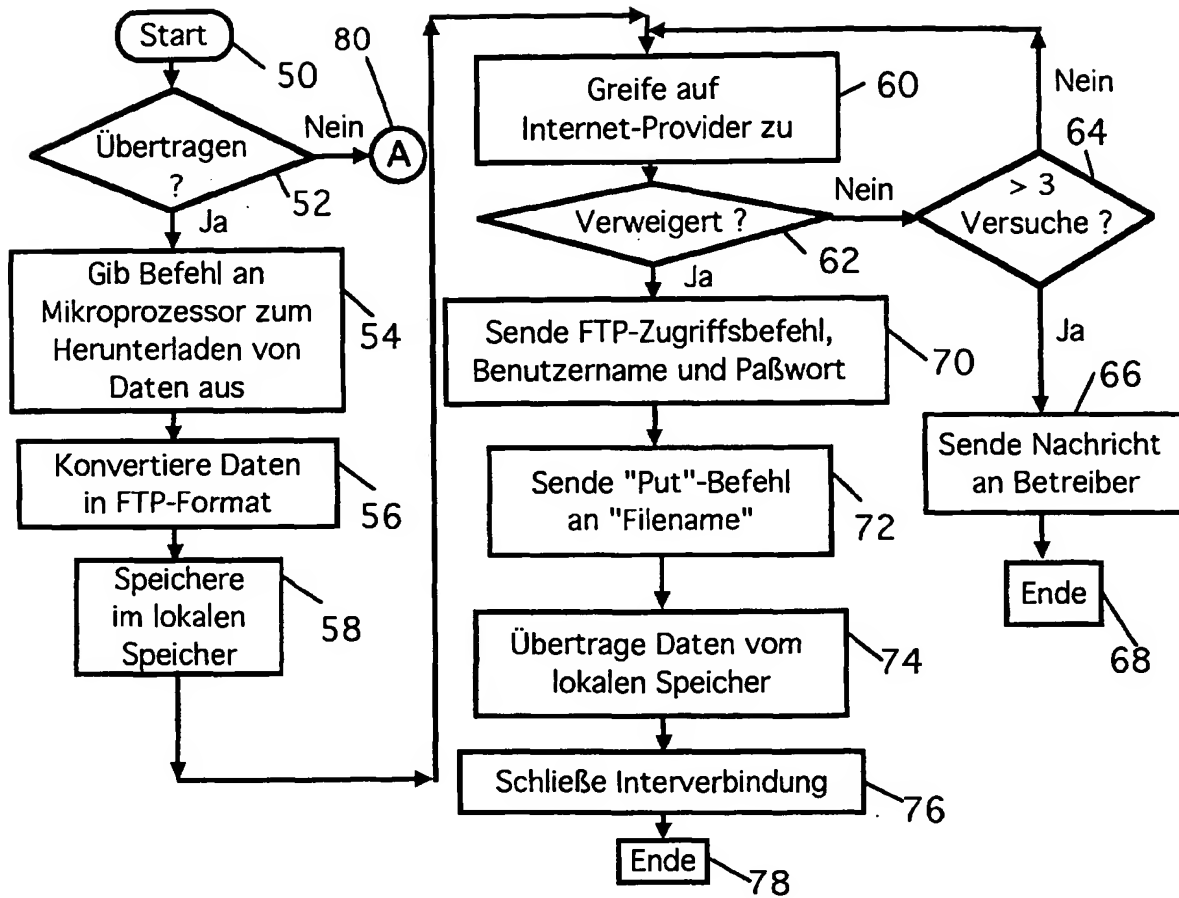 Start
50
Übertragen
?
52
Nein
80
A
Ja
Gib Befehl an
Mikroprozessor zum
Herunterladen von
Daten aus
54
Konvertiere Daten
in FTP-Format
56
Speichere
im lokalen
Speicher
58
Greife auf
Internet-Provider zu
60
Verweigert ?
62
Nein
Ja
> 3
Versuche ?
64
Nein
Ja
Sende Nachricht
an Betreiber
66
Ende
68
Sende FTP-Zugriffsbefehl,
Benutzername und Paßwort
70
Sende "Put"-Befehl
an "Filename"
72
Übertrage Daten vom
lokalen Speicher
74
Schließe Interverbindung
76
Ende
78